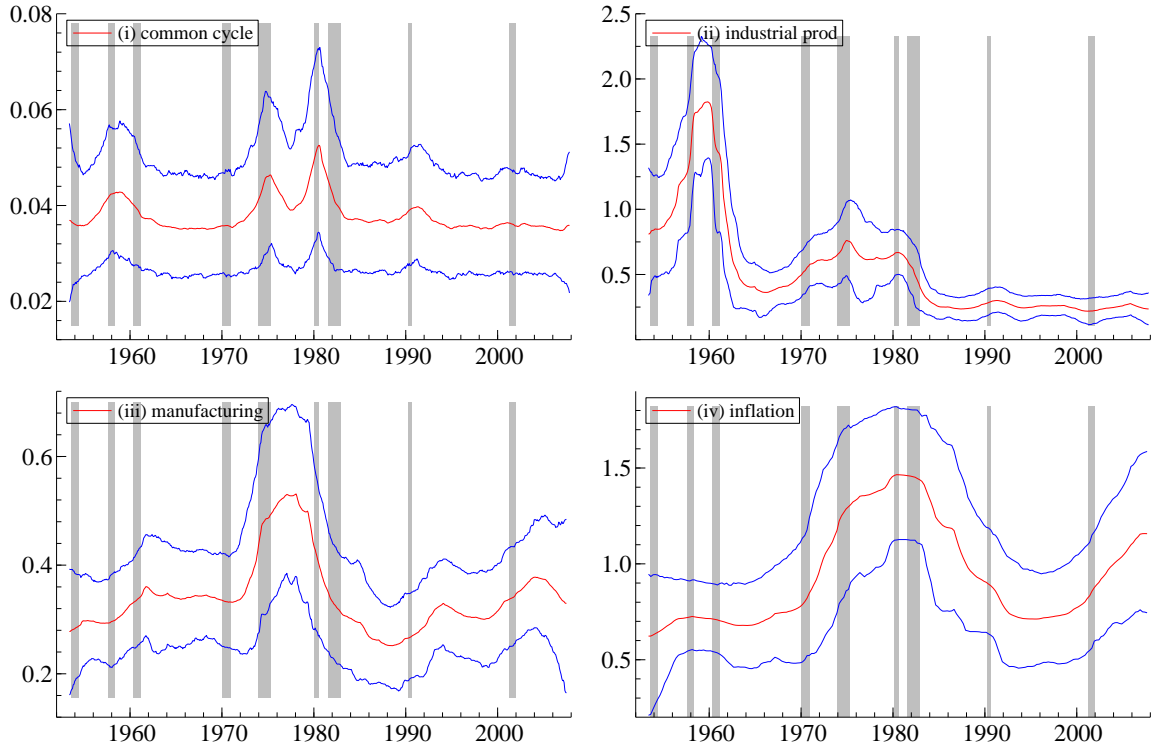 0.08
(i) common cycle
0.06
0.04
0.02
1960 1970 1980 1990 2000
2.5
(ii) industrial prod
2.0
1.5
1.0
0.5
1960 1970 1980 1990 2000
(iii) manufacturing
0.6
0.4
0.2
1960 1970 1980 1990 2000
(iv) inflation
1.5
1.0
0.5
1960 1970 1980 1990 2000